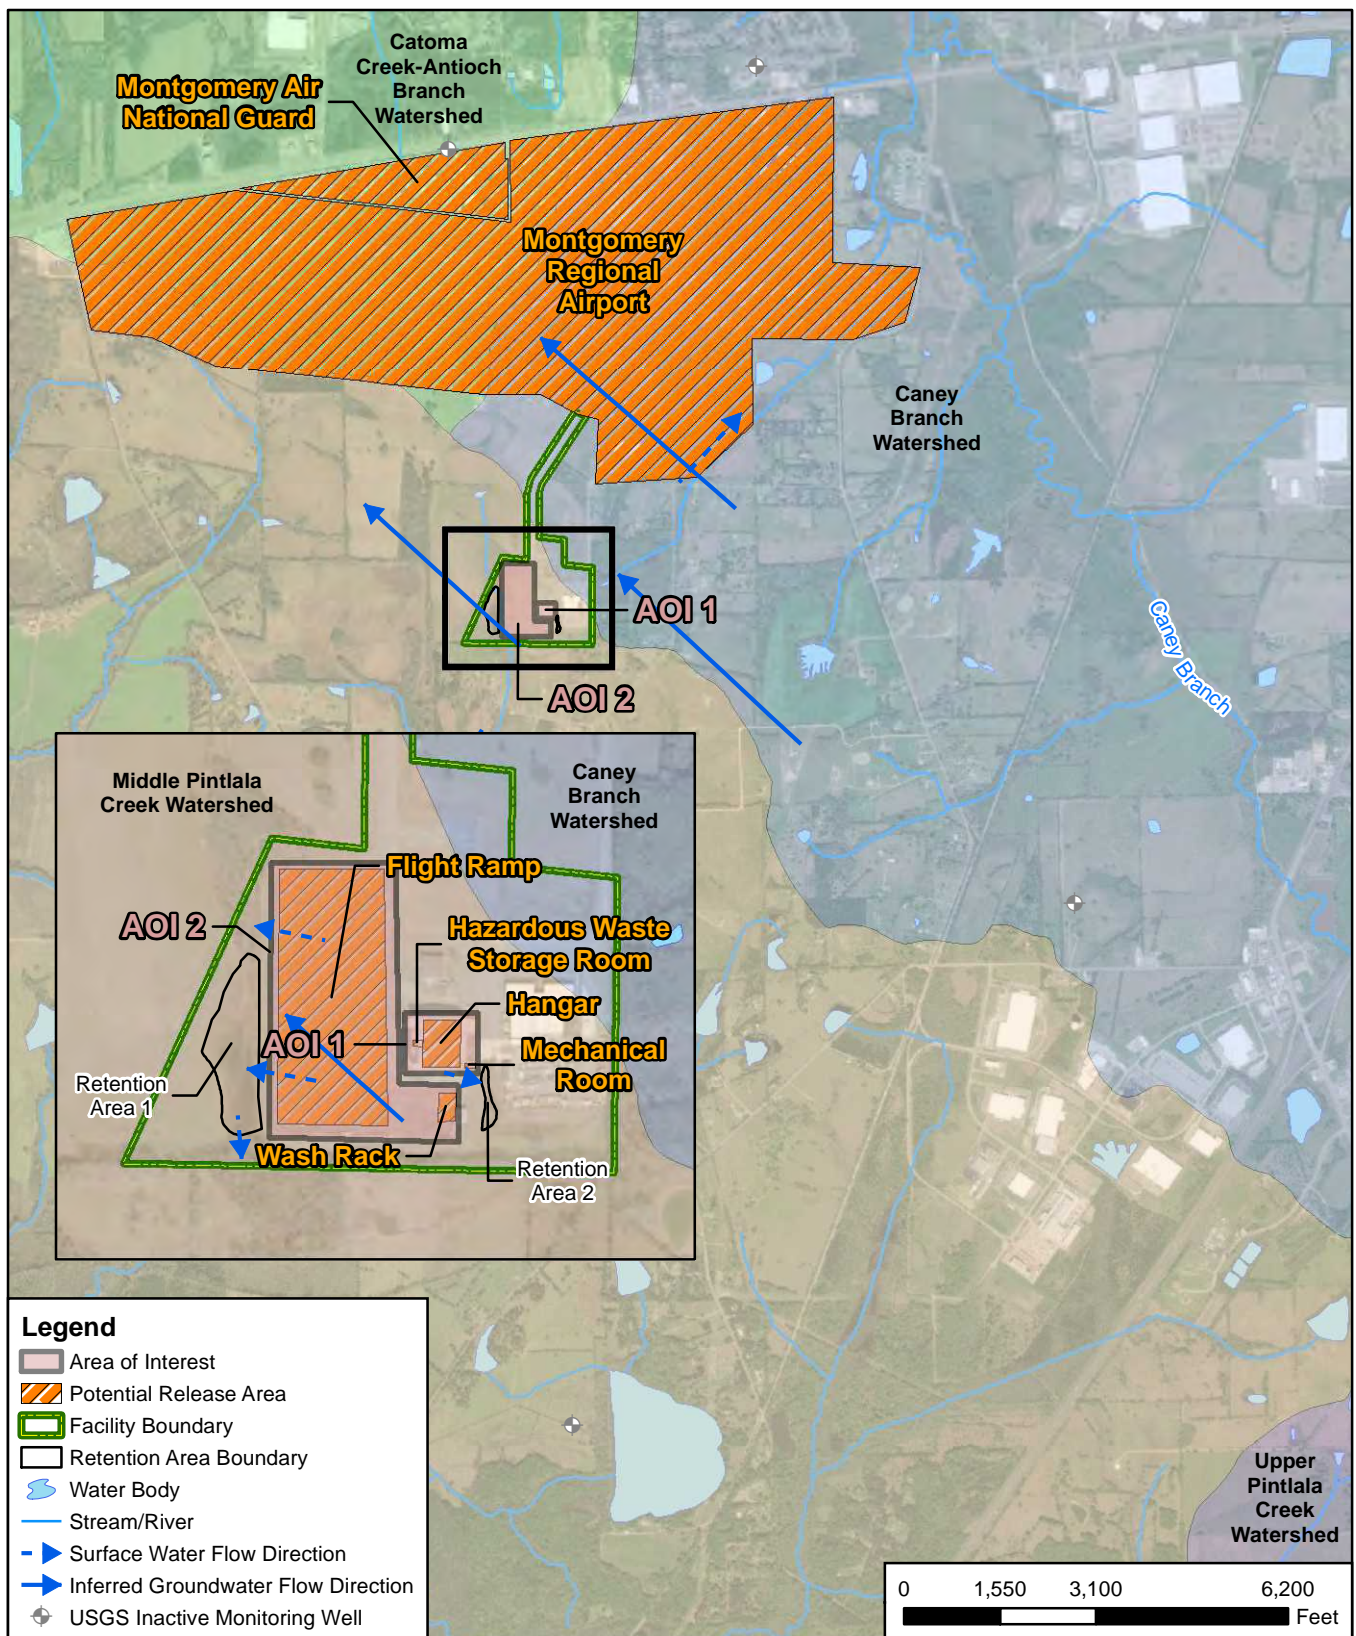 Catoma
Creek-Antioch
Branch
Watershed
Montgomery Air
National Guard
Montgomery
Regional
Airport
Caney
Branch
Watershed
AOI 1
Caney Branch
AOI 2
Middle Pintlala
Creek Watershed
Caney
Branch
Watershed
Flight Ramp
AOI 2
Hazardous Waste
Storage Room
Hangar
AOI 1
Mechanical
Room
Retention
Area 1
Wash Rack
Retention
Area 2
Legend
Area of Interest
Potential Release Area
Facility Boundary
Retention Area Boundary
Water Body
Stream/River
Surface Water Flow Direction
Inferred Groundwater Flow Direction
USGS Inactive Monitoring Well
Upper
Pintlala
Creek
Watershed
0 1,550 3,100 6,200
Feet